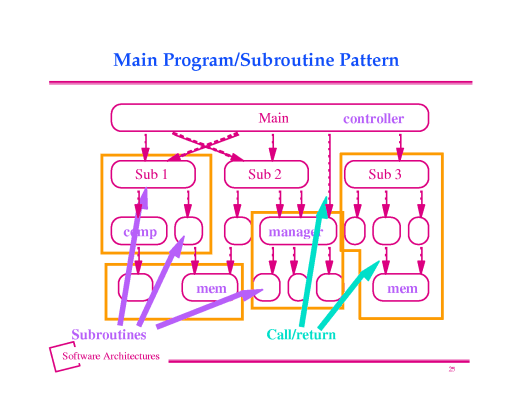 Main Program/Subroutine Pattern
Main controller
Sub 1 Sub 2 Sub 3
comp manager
mem mem
Subroutines Call/return
Software Architectures
25